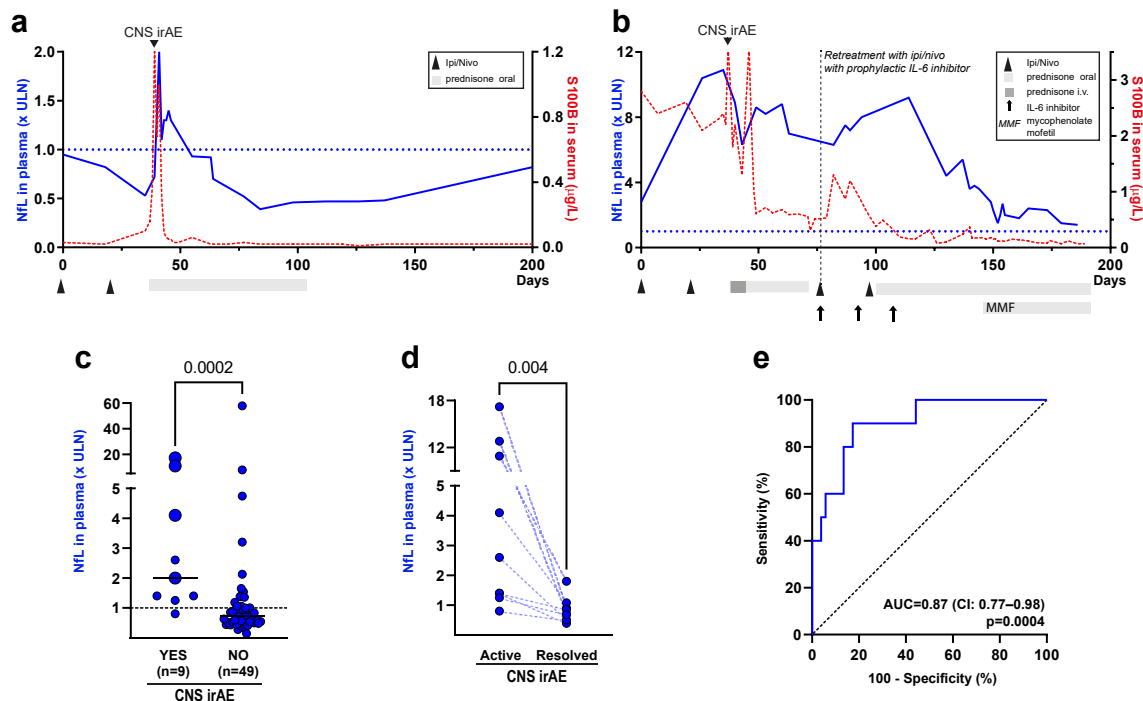 a
CNS irAE
2.0
1.5
1.0
0.5
0.0
NfL in plasma (x ULN)
1.2
0.9
0.6
0.4
0.2
0.0
S100B in serum (µg/L)
Ipi/Nivo
prednisone oral
0
50
100
150
200
Days
b
CNS irAE
12
8
4
1
0
NfL in plasma (x ULN)
Retreatment with ipi/nivo
with prophylactic IL-6 inhibitor
3
2
1
0
S100B in serum (µg/L)
Ipi/Nivo
prednisone oral
prednisone i.v.
IL-6 inhibitor
MMF mycophenolate
mofetil
0
50
100
150
200
Days
MMF
c
0.0002
60
40
20
5
4
3
2
1
NfL in plasma (x ULN)
YES
(n=9)
NO
(n=49)
CNS irAE
d
0.004
18
12
6
5
4
3
2
1
NfL in plasma (x ULN)
Active
Resolved
CNS irAE
e
100
80
60
40
20
0
Sensitivity (%)
AUC=0.87 (CI: 0.77–0.98)
p=0.0004
0
20
40
60
80
100
100 - Specificity (%)